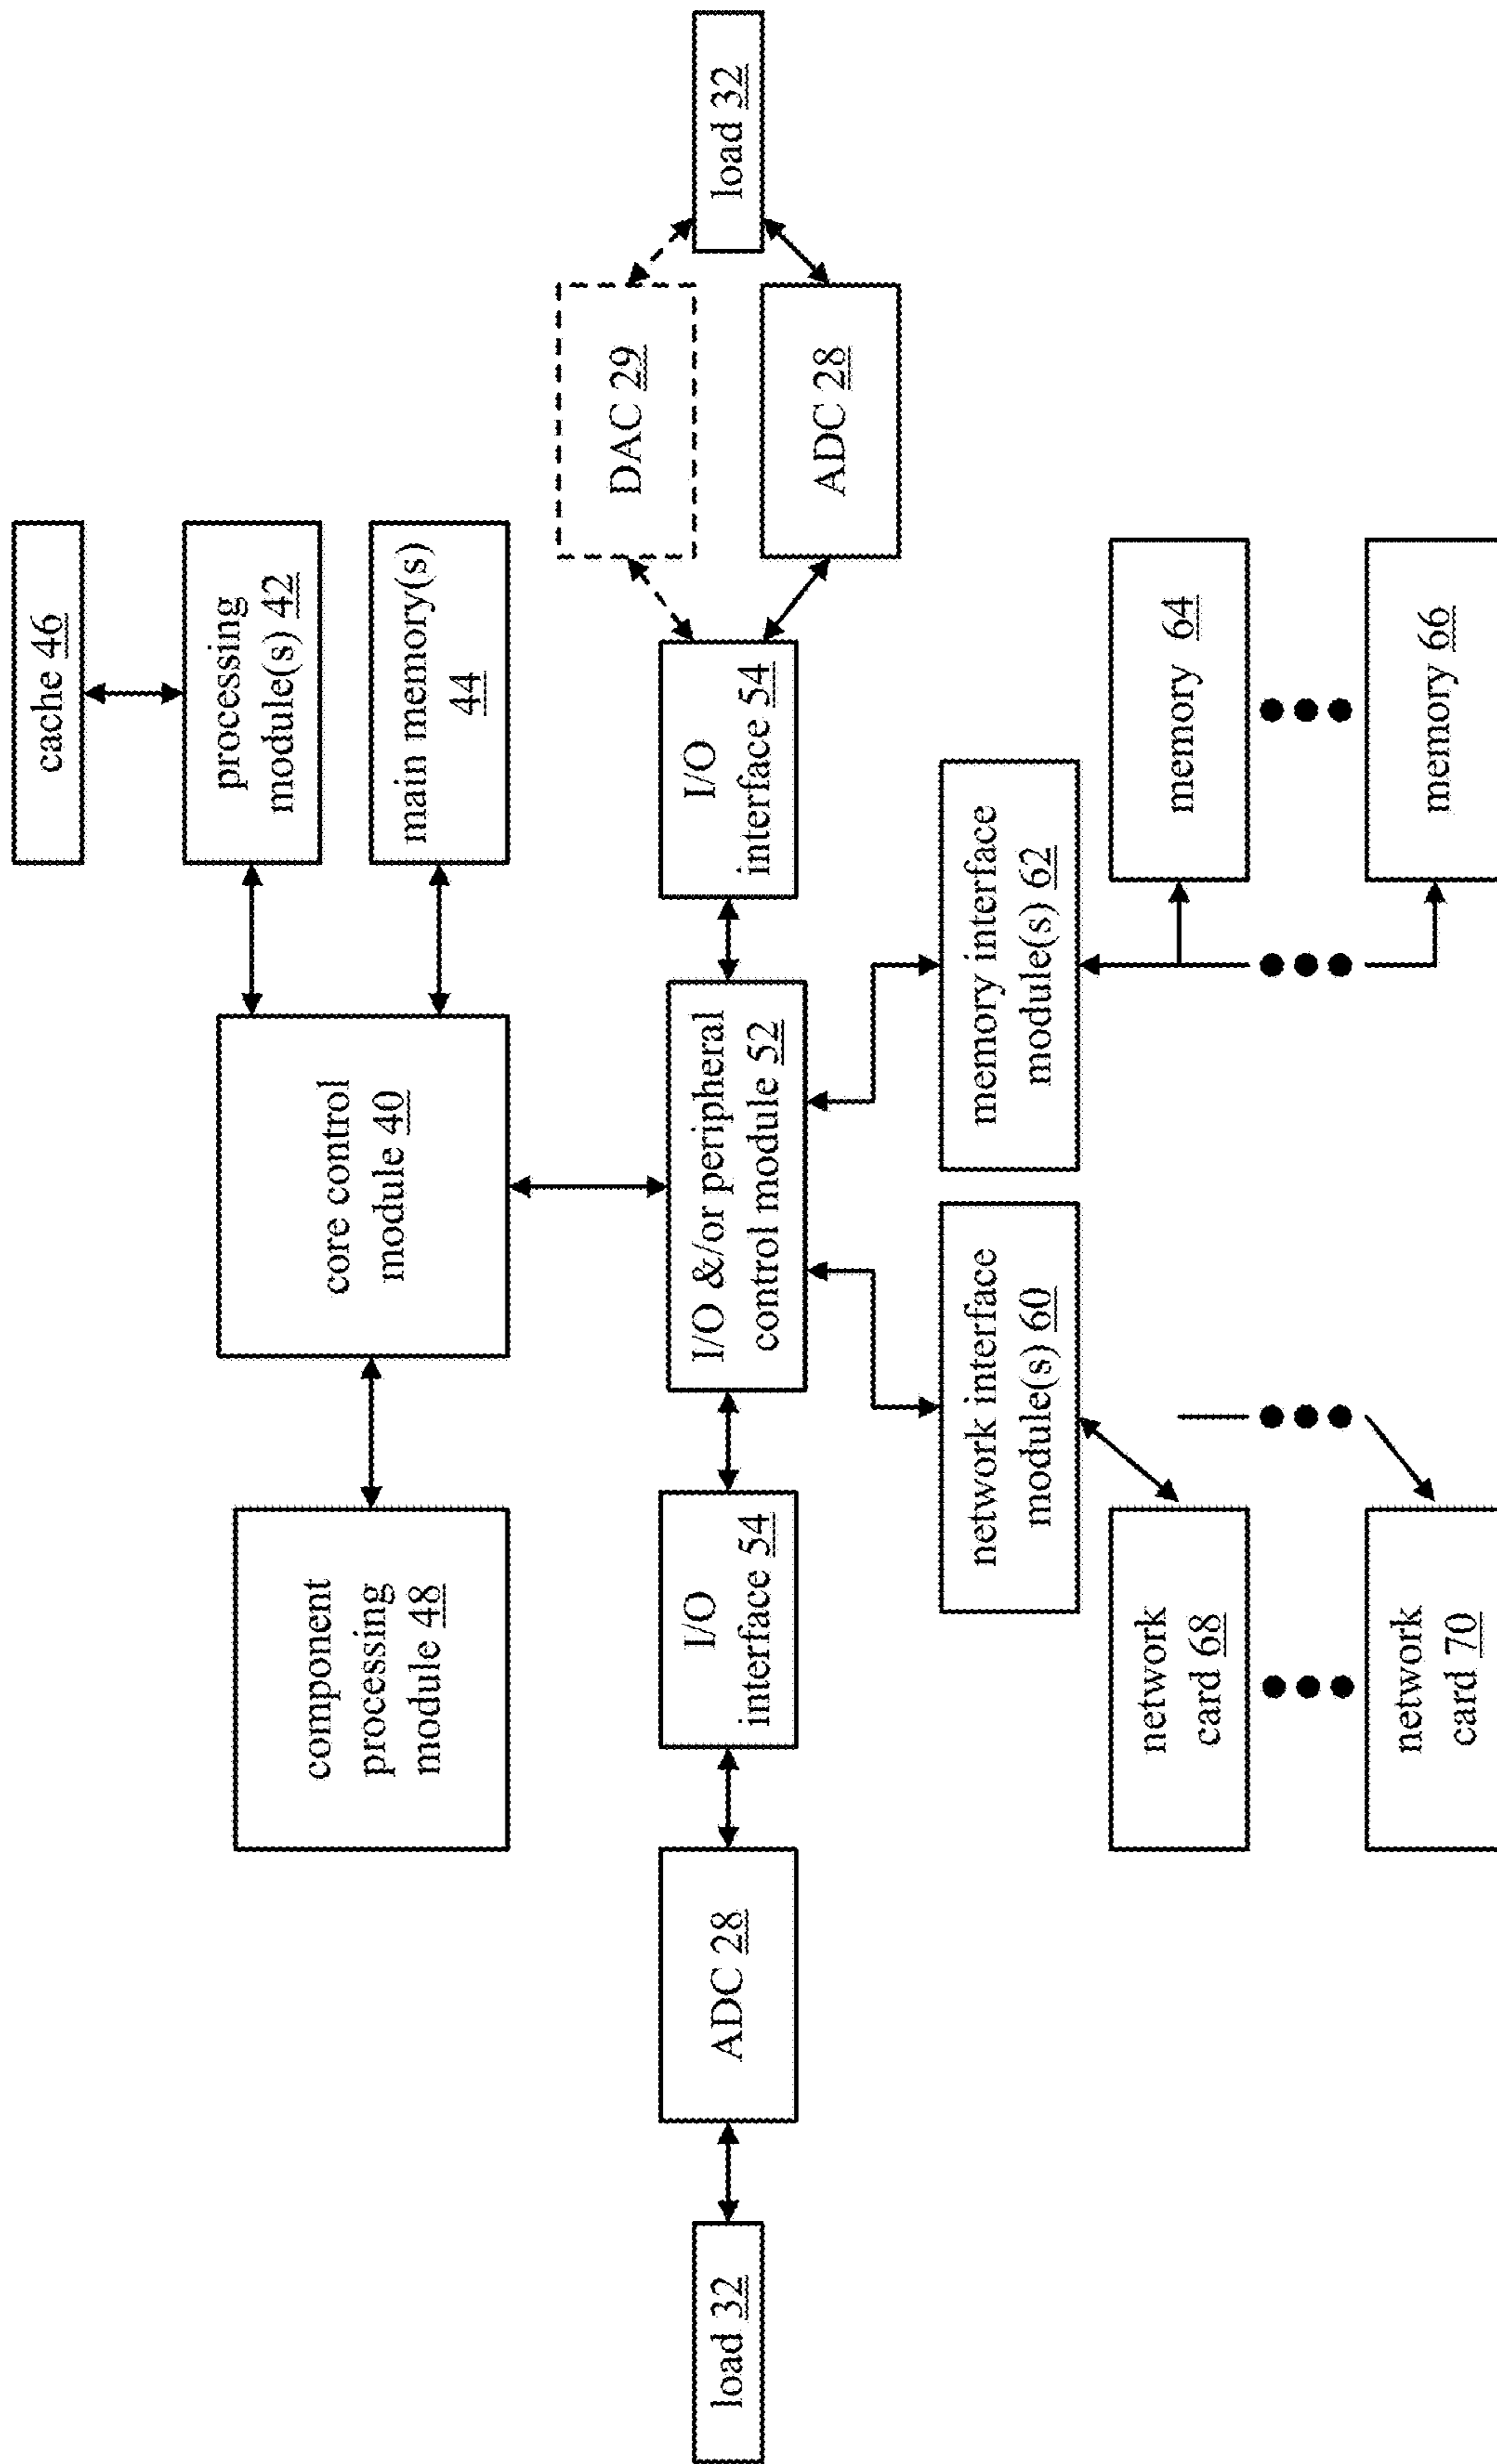 cache 46
processing
module(s) 42
main memory(s)
44
core control
module 40
component
processing
module 48
load 32
ADC 28
I/O
interface 54
I/O &/or peripheral
control module 52
I/O
interface 54
DAC 29
ADC 28
load 32
network interface
module(s) 60
memory interface
module(s) 62
network
card 68
memory 64
network
card 70
memory 66